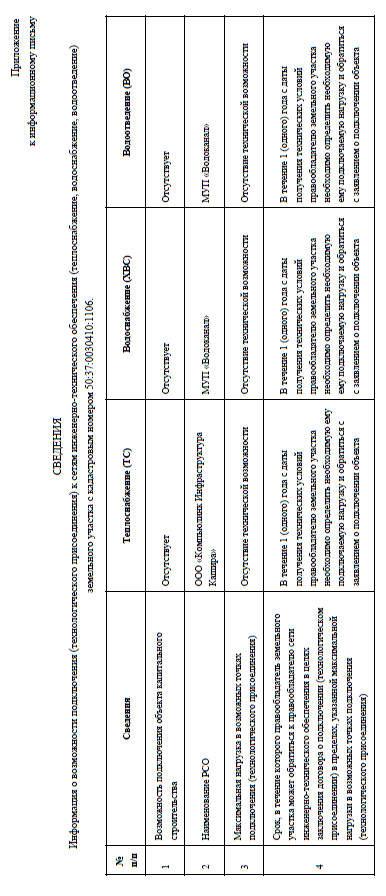 Приложение
к информационному письму
СВЕДЕНИЯ
Информация о возможности подключения (технологического присоединения) к сетям инженерно-технического обеспечения (теплоснабжение, водоснабжение, водоотведение)
земельного участка с кадастровым номером 50:37:0030410:1106.
№
п/п
Сведения
Теплоснабжение (ТС)
Водоснабжение (ХВС)
Водоотведение (ВО)
1
Возможность подключения объекта капитального
строительства
Отсутствует
Отсутствует
Отсутствует
2
Наименование РСО
ООО «Компьюлинк Инфраструктура
Кашира»
МУП «Водоканал»
МУП «Водоканал»
3
Максимальная нагрузка в возможных точках
подключения (технологического присоединения)
Отсутствие технической возможности
Отсутствие технической возможности
Отсутствие технической возможности
4
Срок, в течение которого правообладатель земельного
участка может обратиться к правообладателю сети
инженерно-технического обеспечения в целях
заключения договора о подключении (технологическом
присоединении) в пределах, указанной максимальной
нагрузки в возможных точках подключения
(технологического присоединения)
В течение 1 (одного) года с даты
получения технических условий
правообладателю земельного участка
необходимо определить необходимую ему
подключаемую нагрузку и обратиться с
заявлением о подключении объекта
В течение 1 (одного) года с даты
получения технических условий
правообладателю земельного участка
необходимо определить необходимую
ему подключаемую нагрузку и обратиться
с заявлением о подключении объекта
В течение 1 (одного) года с даты
получения технических условий
правообладателю земельного участка
необходимо определить необходимую
ему подключаемую нагрузку и обратиться
с заявлением о подключении объекта